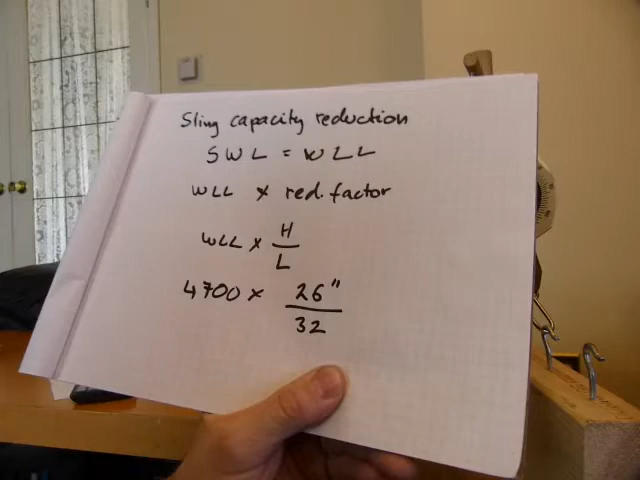 Sling capacity reduction
SWL = WLL
WLL x red. factor
WLL x H
L
4700 x 26"
32